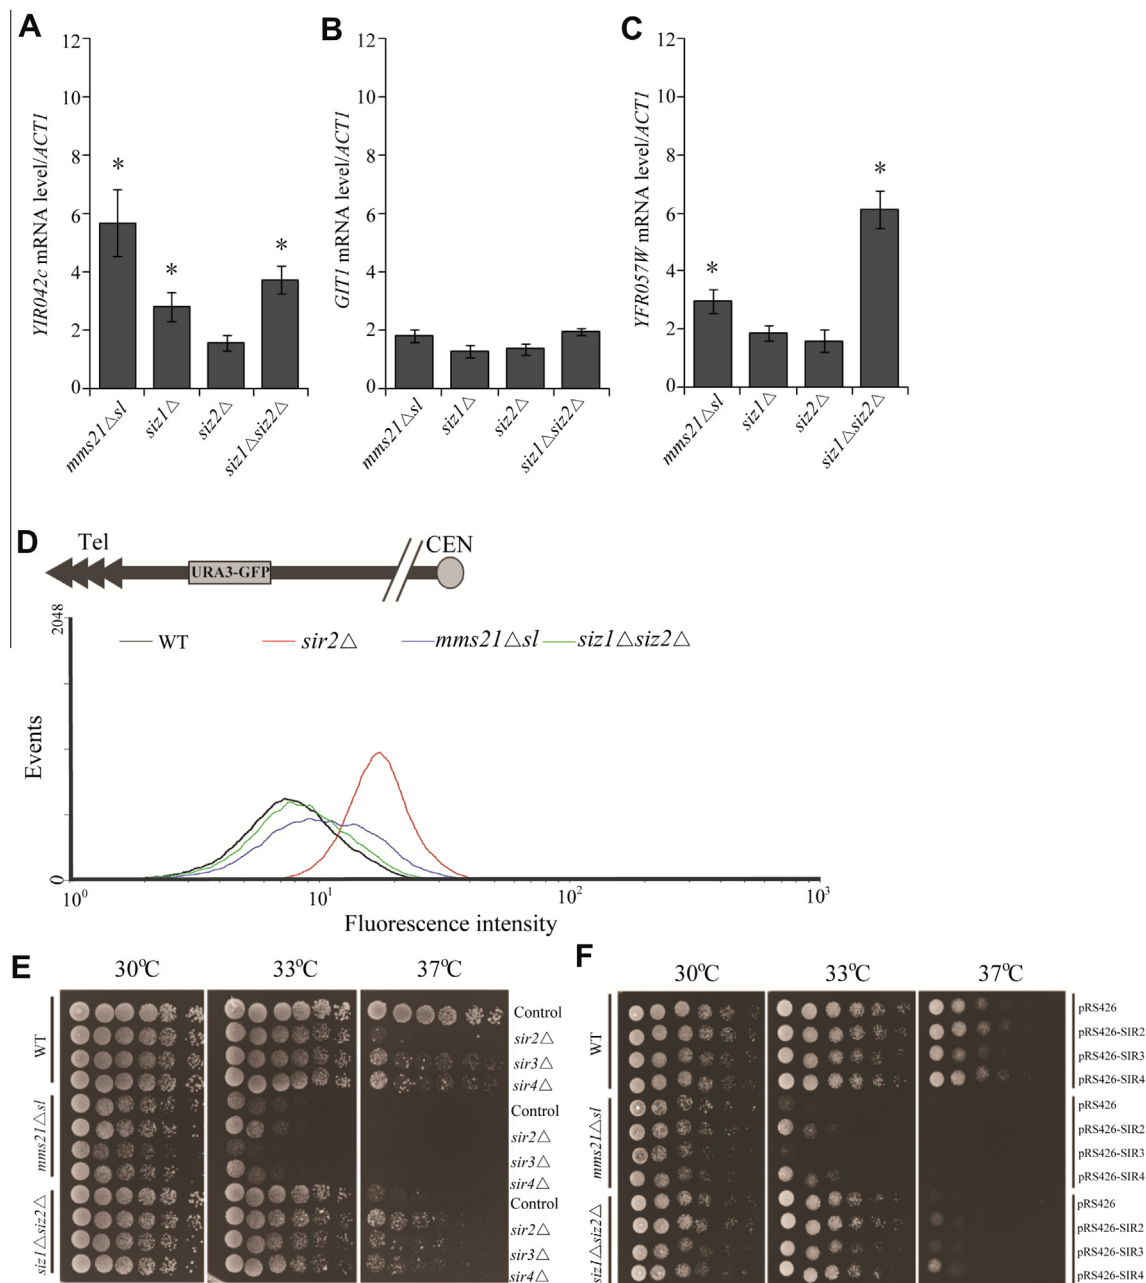 A
YIR042c mRNA level/ACT1
12
10
8
6
4
2
0
*
*
*
mms21△sl
siz1△
siz2△
siz1△siz2△
B
GIT1 mRNA level/ACT1
12
10
8
6
4
2
0
mms21△sl
siz1△
siz2△
siz1△siz2△
C
YFR057W mRNA level/ACT1
12
10
8
6
4
2
0
*
*
mms21△sl
siz1△
siz2△
siz1△siz2△
D
Tel
URA3-GFP
CEN
2048
0
Events
WT
sir2△
mms21△sl
siz1△siz2△
10⁰
10¹
10²
10³
Fluorescence intensity
E
30℃
33℃
37℃
WT
mms21△sl
siz1△siz2△
Control
sir2△
sir3△
sir4△
Control
sir2△
sir3△
sir4△
Control
sir2△
sir3△
sir4△
F
30℃
33℃
37℃
WT
mms21△sl
siz1△siz2△
pRS426
pRS426-SIR2
pRS426-SIR3
pRS426-SIR4
pRS426
pRS426-SIR2
pRS426-SIR3
pRS426-SIR4
pRS426
pRS426-SIR2
pRS426-SIR3
pRS426-SIR4